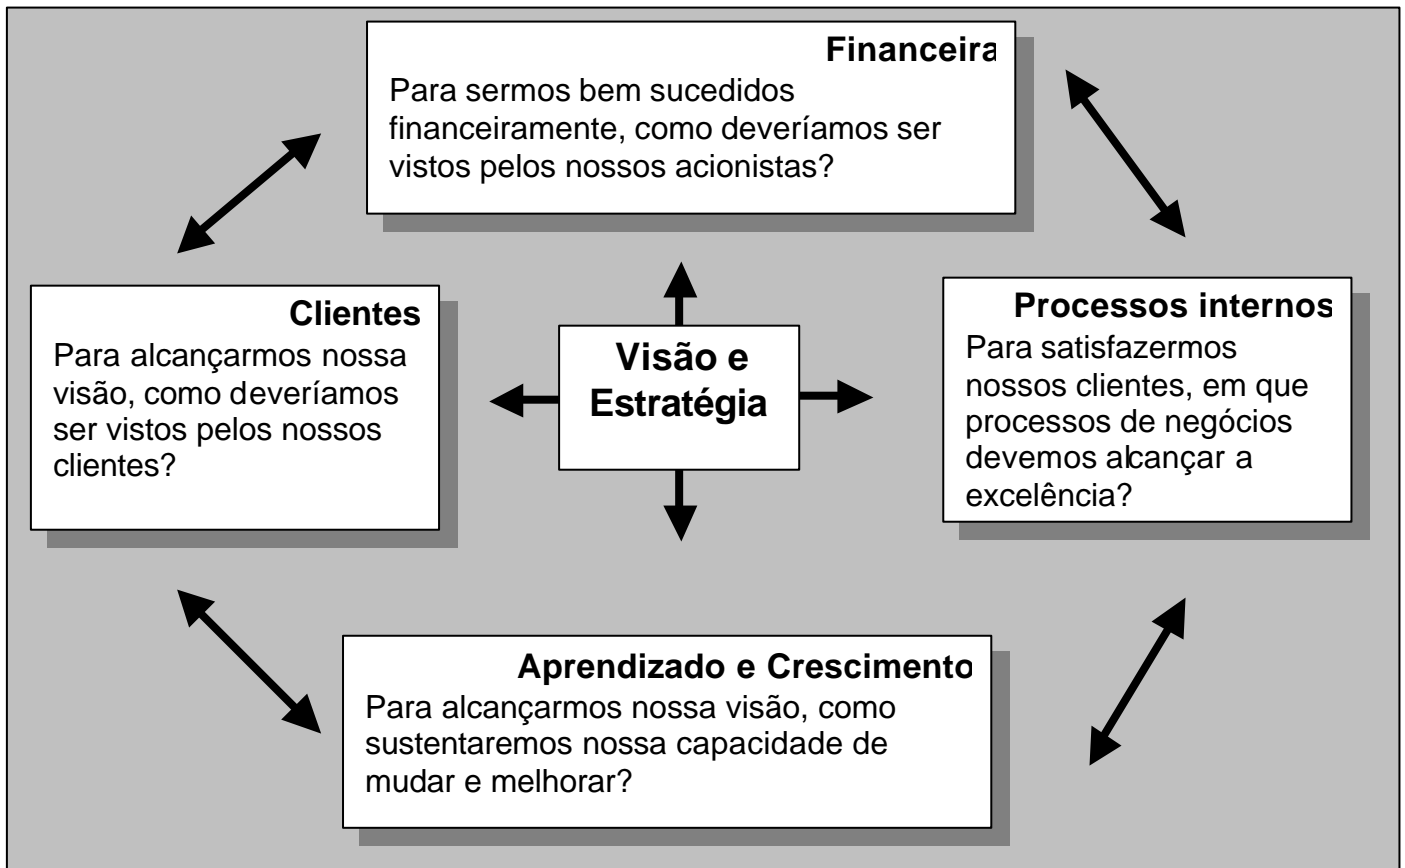 Financeira
Para sermos bem sucedidos
financeiramente, como deveríamos ser
vistos pelos nossos acionistas?
Clientes
Para alcançarmos nossa
visão, como deveríamos
ser vistos pelos nossos
clientes?
Visão e
Estratégia
Processos internos
Para satisfazermos
nossos clientes, em que
processos de negócios
devemos alcançar a
excelência?
Aprendizado e Crescimento
Para alcançarmos nossa visão, como
sustentaremos nossa capacidade de
mudar e melhorar?